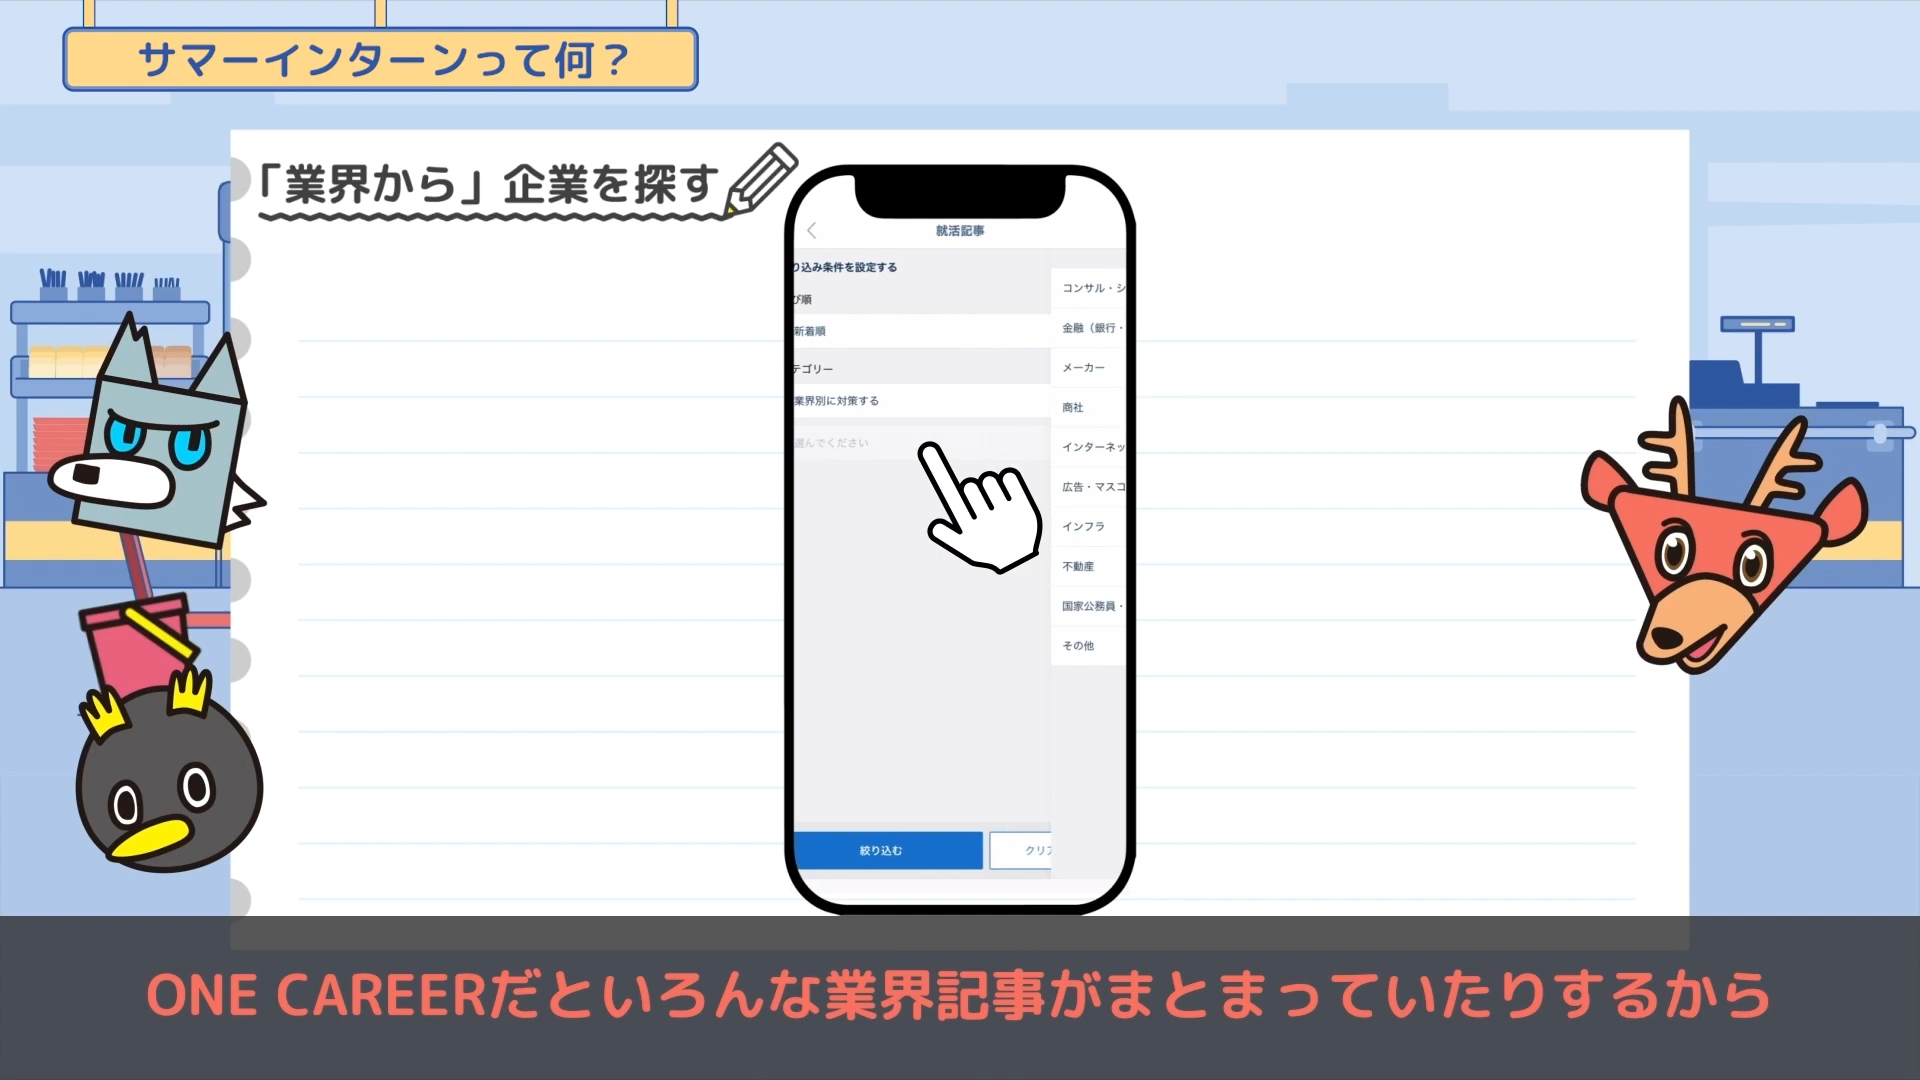 サマーインターンって何？
「業界から」企業を探す
就活記事
り込み条件を設定する
び順
新着順
テゴリー
業界別に対策する
選んでください
コンサル・シ
金融（銀行・
メーカー
商社
インターネッ
広告・マスコ
インフラ
不動産
国家公務員・
その他
絞り込む
クリア
ONE CAREERだといろんな業界記事がまとまっていたりするから